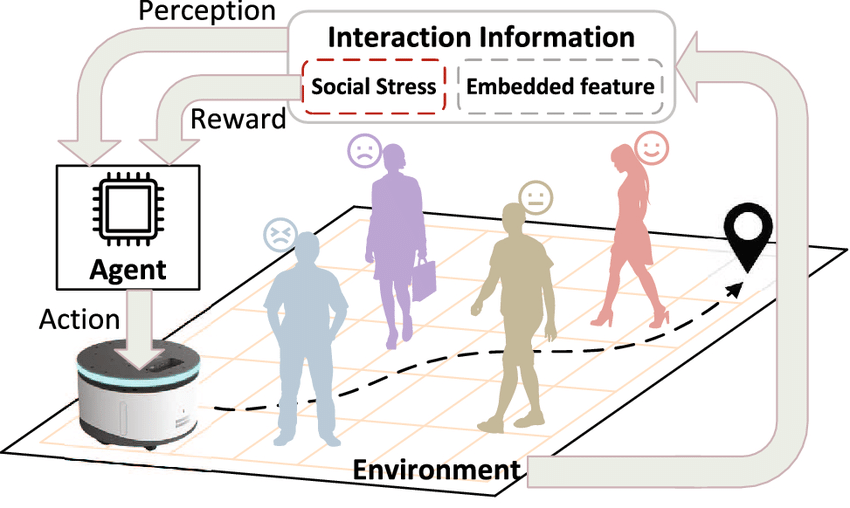 Perception
Interaction Information
Social Stress
Embedded feature
Reward
Agent
Action
Environment